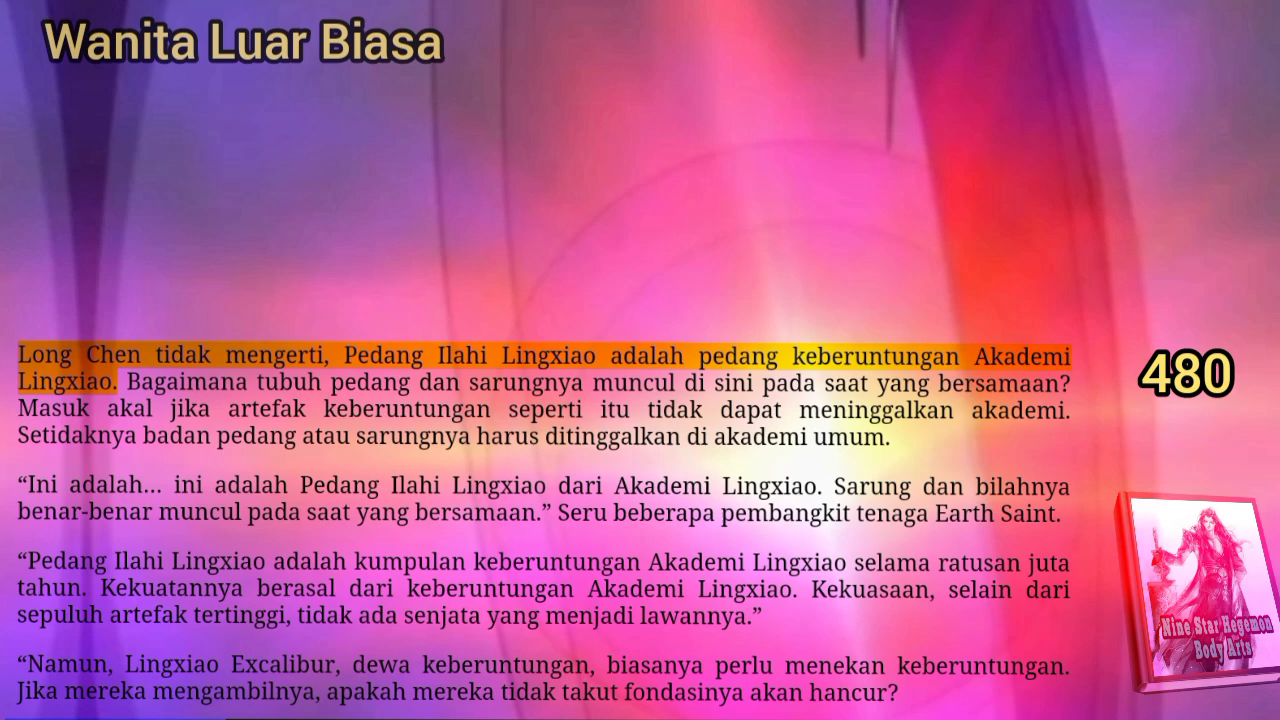 Wanita Luar Biasa
Long Chen tidak mengerti, Pedang Ilahi Lingxiao adalah pedang keberuntungan Akademi
Lingxiao. Bagaimana tubuh pedang dan sarungnya muncul di sini pada saat yang bersamaan?
Masuk akal jika artefak keberuntungan seperti itu tidak dapat meninggalkan akademi.
Setidaknya badan pedang atau sarungnya harus ditinggalkan di akademi umum.
“Ini adalah... ini adalah Pedang Ilahi Lingxiao dari Akademi Lingxiao. Sarung dan bilahnya
benar-benar muncul pada saat yang bersamaan.” Seru beberapa pembangkit tenaga Earth Saint.
“Pedang Ilahi Lingxiao adalah kumpulan keberuntungan Akademi Lingxiao selama ratusan juta
tahun. Kekuatannya berasal dari keberuntungan Akademi Lingxiao. Kekuasaan, selain dari
sepuluh artefak tertinggi, tidak ada senjata yang menjadi lawannya.”
“Namun, Lingxiao Excalibur, dewa keberuntungan, biasanya perlu menekan keberuntungan.
Jika mereka mengambilnya, apakah mereka tidak takut fondasinya akan hancur?
480
Nine Star Hegemon
Body Arts